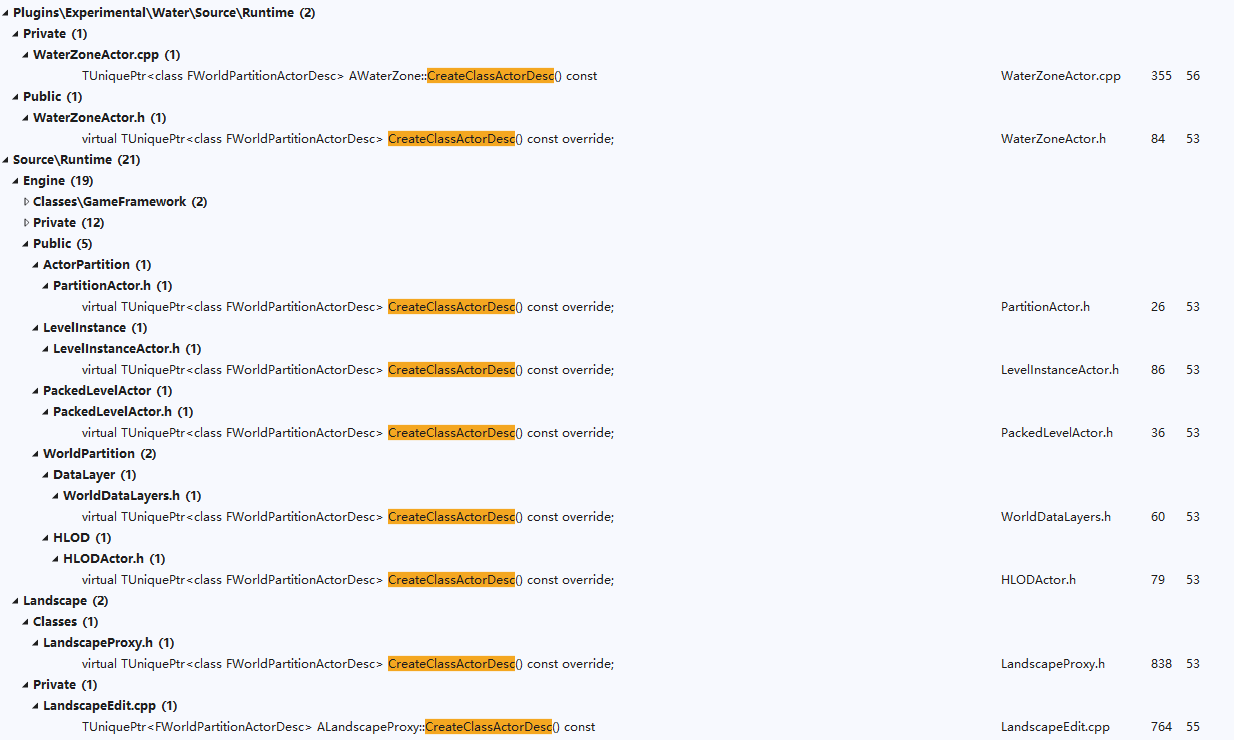 Plugins\Experimental\Water\Source\Runtime (2)
Private (1)
WaterZoneActor.cpp (1)
TUniquePtr<class FWorldPartitionActorDesc> AWaterZone::CreateClassActorDesc() const WaterZoneActor.cpp 355 56
Public (1)
WaterZoneActor.h (1)
virtual TUniquePtr<class FWorldPartitionActorDesc> CreateClassActorDesc() const override; WaterZoneActor.h 84 53
Source\Runtime (21)
Engine (19)
Classes\GameFramework (2)
Private (12)
Public (5)
ActorPartition (1)
PartitionActor.h (1)
virtual TUniquePtr<class FWorldPartitionActorDesc> CreateClassActorDesc() const override; PartitionActor.h 26 53
LevelInstance (1)
LevelInstanceActor.h (1)
virtual TUniquePtr<class FWorldPartitionActorDesc> CreateClassActorDesc() const override; LevelInstanceActor.h 86 53
PackedLevelActor (1)
PackedLevelActor.h (1)
virtual TUniquePtr<class FWorldPartitionActorDesc> CreateClassActorDesc() const override; PackedLevelActor.h 36 53
WorldPartition (2)
DataLayer (1)
WorldDataLayers.h (1)
virtual TUniquePtr<class FWorldPartitionActorDesc> CreateClassActorDesc() const override; WorldDataLayers.h 60 53
HLOD (1)
HLODActor.h (1)
virtual TUniquePtr<class FWorldPartitionActorDesc> CreateClassActorDesc() const override; HLODActor.h 79 53
Landscape (2)
Classes (1)
LandscapeProxy.h (1)
virtual TUniquePtr<class FWorldPartitionActorDesc> CreateClassActorDesc() const override; LandscapeProxy.h 838 53
Private (1)
LandscapeEdit.cpp (1)
TUniquePtr<FWorldPartitionActorDesc> ALandscapeProxy::CreateClassActorDesc() const LandscapeEdit.cpp 764 55